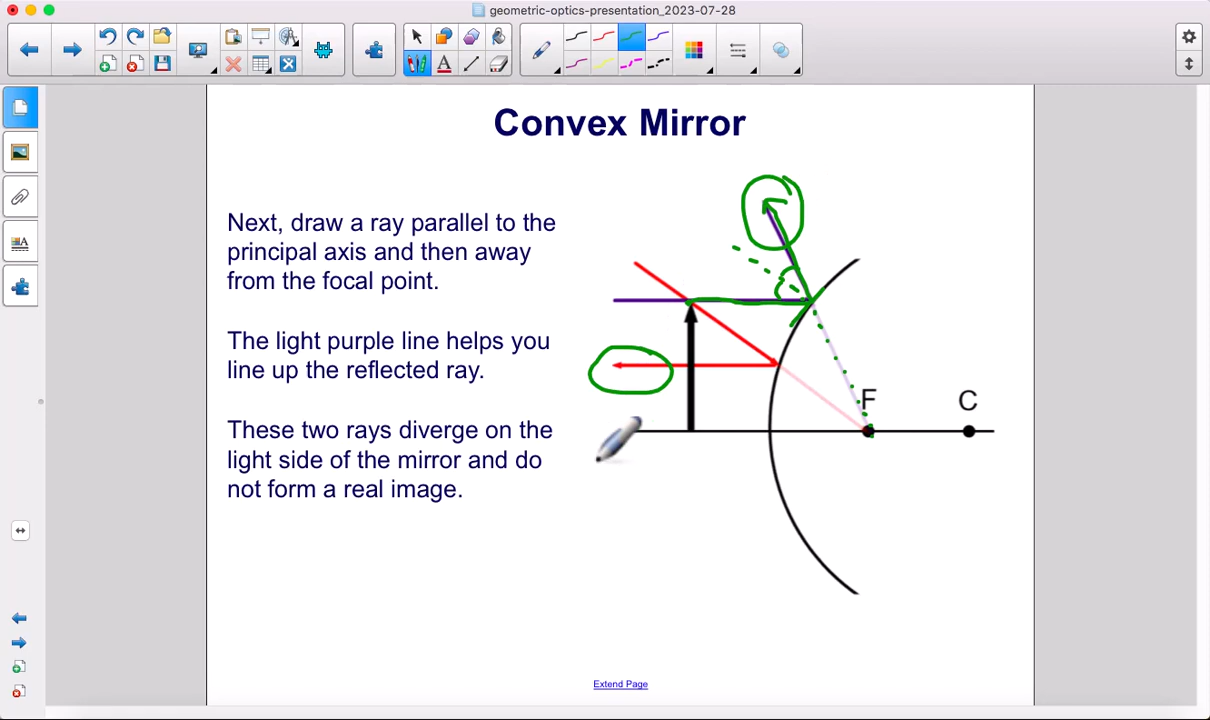 geometric-optics-presentation_2023-07-28
Convex Mirror
Next, draw a ray parallel to the
principal axis and then away
from the focal point.
The light purple line helps you
line up the reflected ray.
These two rays diverge on the
light side of the mirror and do
not form a real image.
F
C
Extend Page